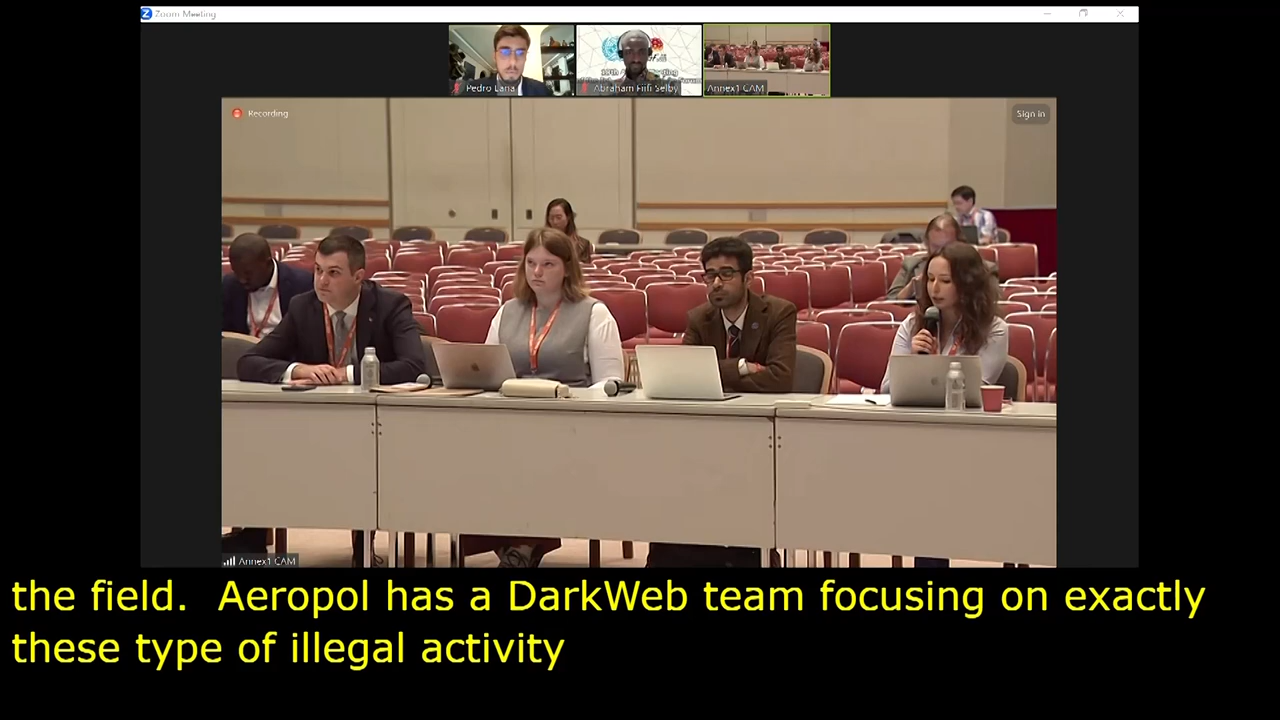 Zoom Meeting
Pedro Lana
Abraham Fiifi Selby
Annex1 CAM
Recording
Sign in
Annex1 CAM
the field.  Aeropol has a DarkWeb team focusing on exactly
these type of illegal activity